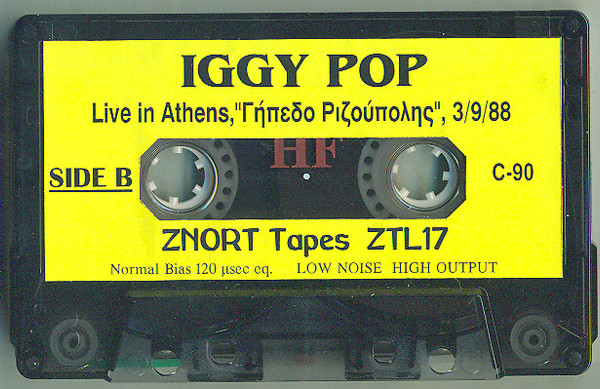 IGGY POP
Live in Athens,"Γήπεδο Ριζούπολης", 3/9/88
HF
SIDE B
C-90
ZNORT Tapes ZTL17
Normal Bias 120 µsec eq. LOW NOISE HIGH OUTPUT